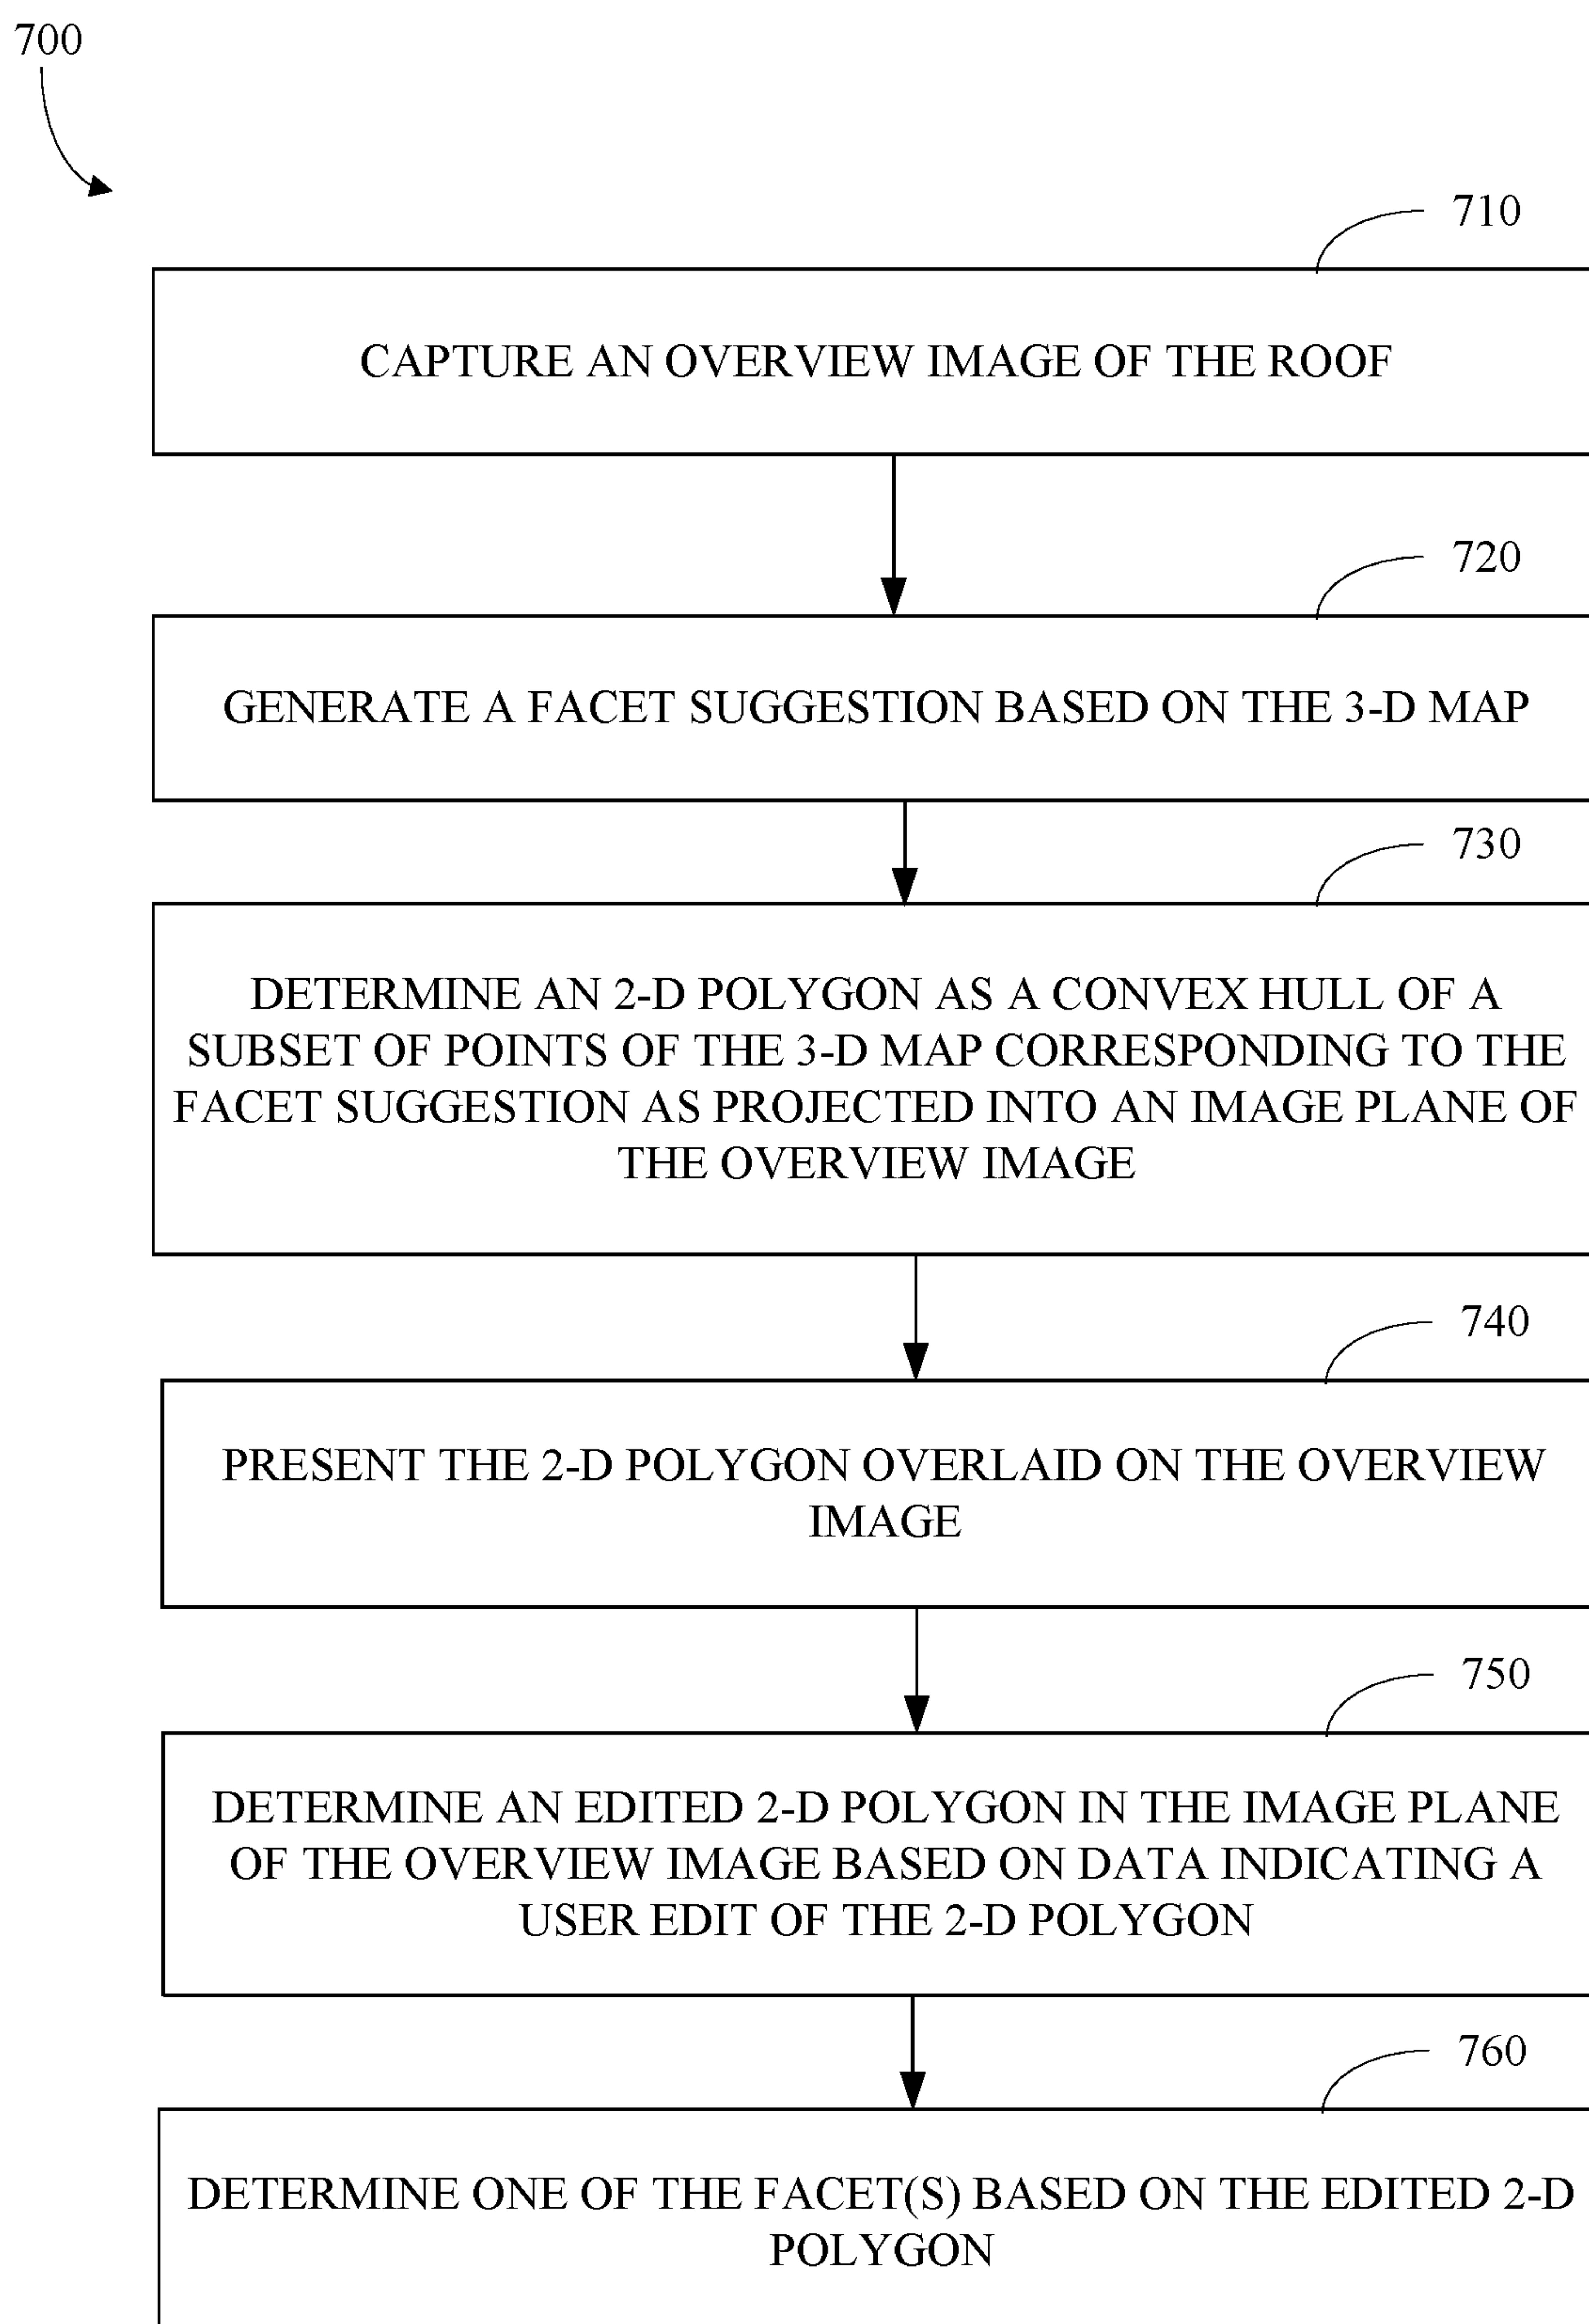 700
710
CAPTURE AN OVERVIEW IMAGE OF THE ROOF
720
GENERATE A FACET SUGGESTION BASED ON THE 3-D MAP
730
DETERMINE AN 2-D POLYGON AS A CONVEX HULL OF A
SUBSET OF POINTS OF THE 3-D MAP CORRESPONDING TO THE
FACET SUGGESTION AS PROJECTED INTO AN IMAGE PLANE OF
THE OVERVIEW IMAGE
740
PRESENT THE 2-D POLYGON OVERLAID ON THE OVERVIEW
IMAGE
750
DETERMINE AN EDITED 2-D POLYGON IN THE IMAGE PLANE
OF THE OVERVIEW IMAGE BASED ON DATA INDICATING A
USER EDIT OF THE 2-D POLYGON
760
DETERMINE ONE OF THE FACET(S) BASED ON THE EDITED 2-D
POLYGON